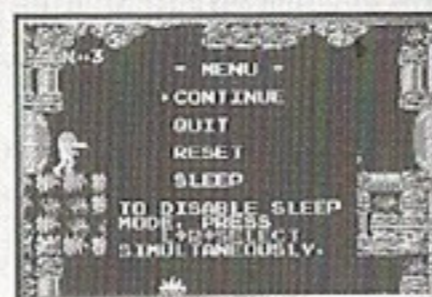 N-3
- MENU -
▸CONTINUE
QUIT
RESET
SLEEP
TO DISABLE SLEEP
MODE, PRESS
SELECT
SIMULTANEOUSLY.